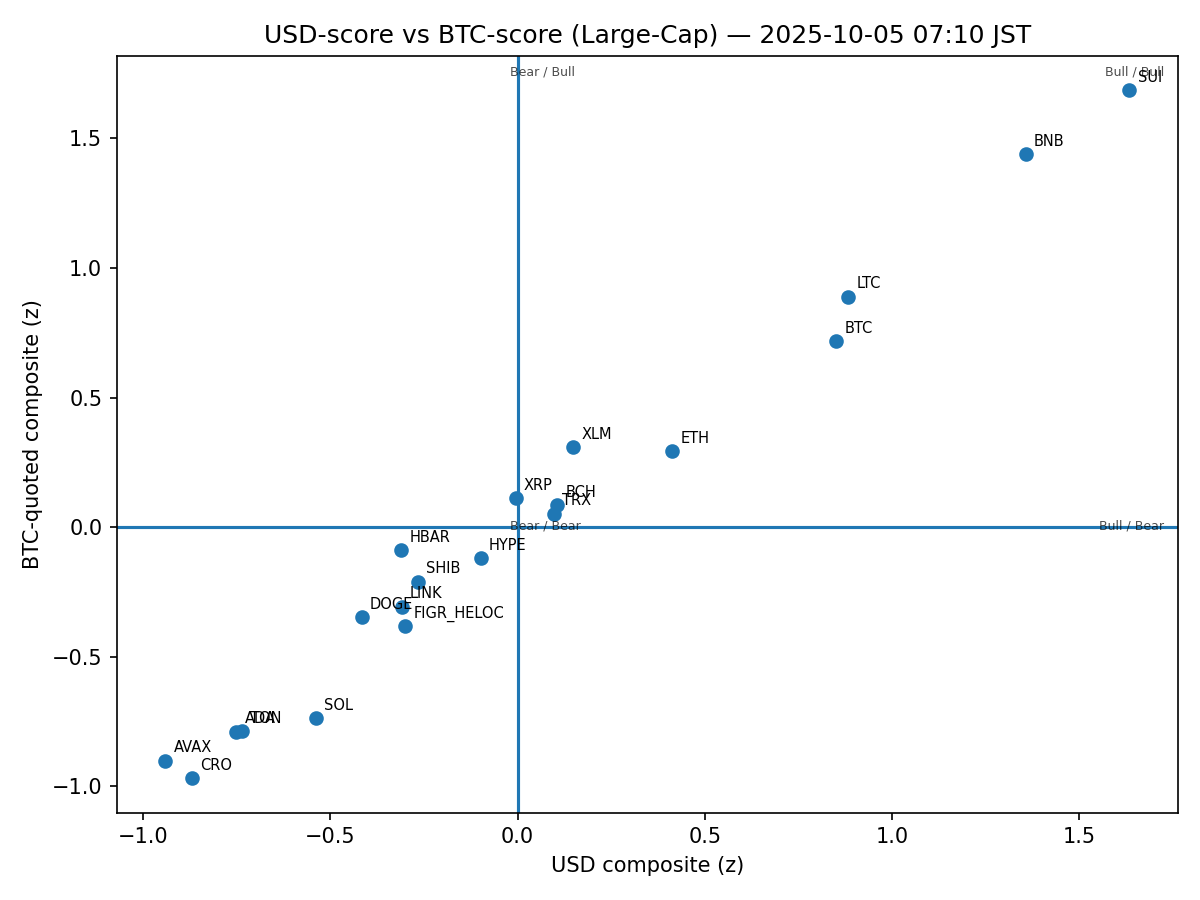 USD-score vs BTC-score (Large-Cap) — 2025-10-05 07:10 JST
Bear / Bull
Bull / Bull
SUI
BNB
LTC
BTC
XLM
ETH
XRP
BCH
TRX
Bear / Bear
Bull / Bear
HBAR
HYPE
SHIB
LINK
DOGE
FIGR_HELOC
SOL
ADA
TON
AVAX
CRO
1.5
1.0
0.5
0.0
−0.5
−1.0
BTC-quoted composite (z)
−1.0
−0.5
0.0
0.5
1.0
1.5
USD composite (z)